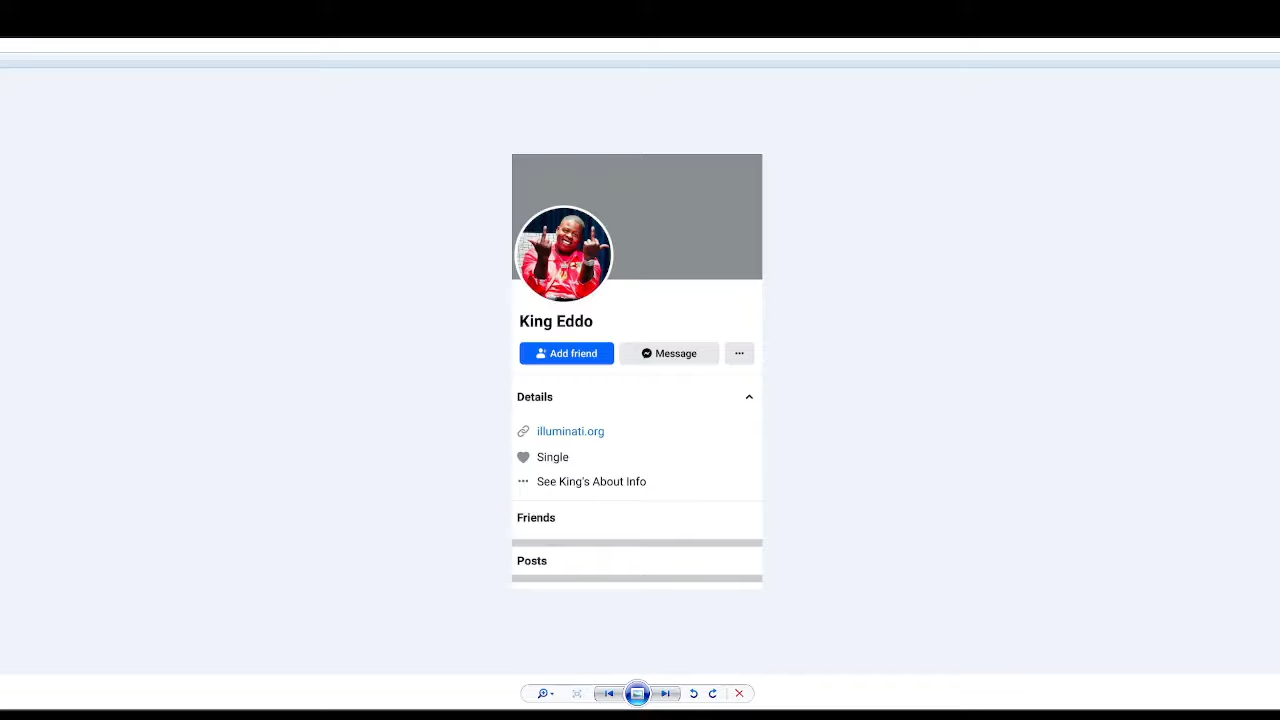 King Eddo
Add friend
Message
Details
illuminati.org
Single
See King's About Info
Friends
Posts